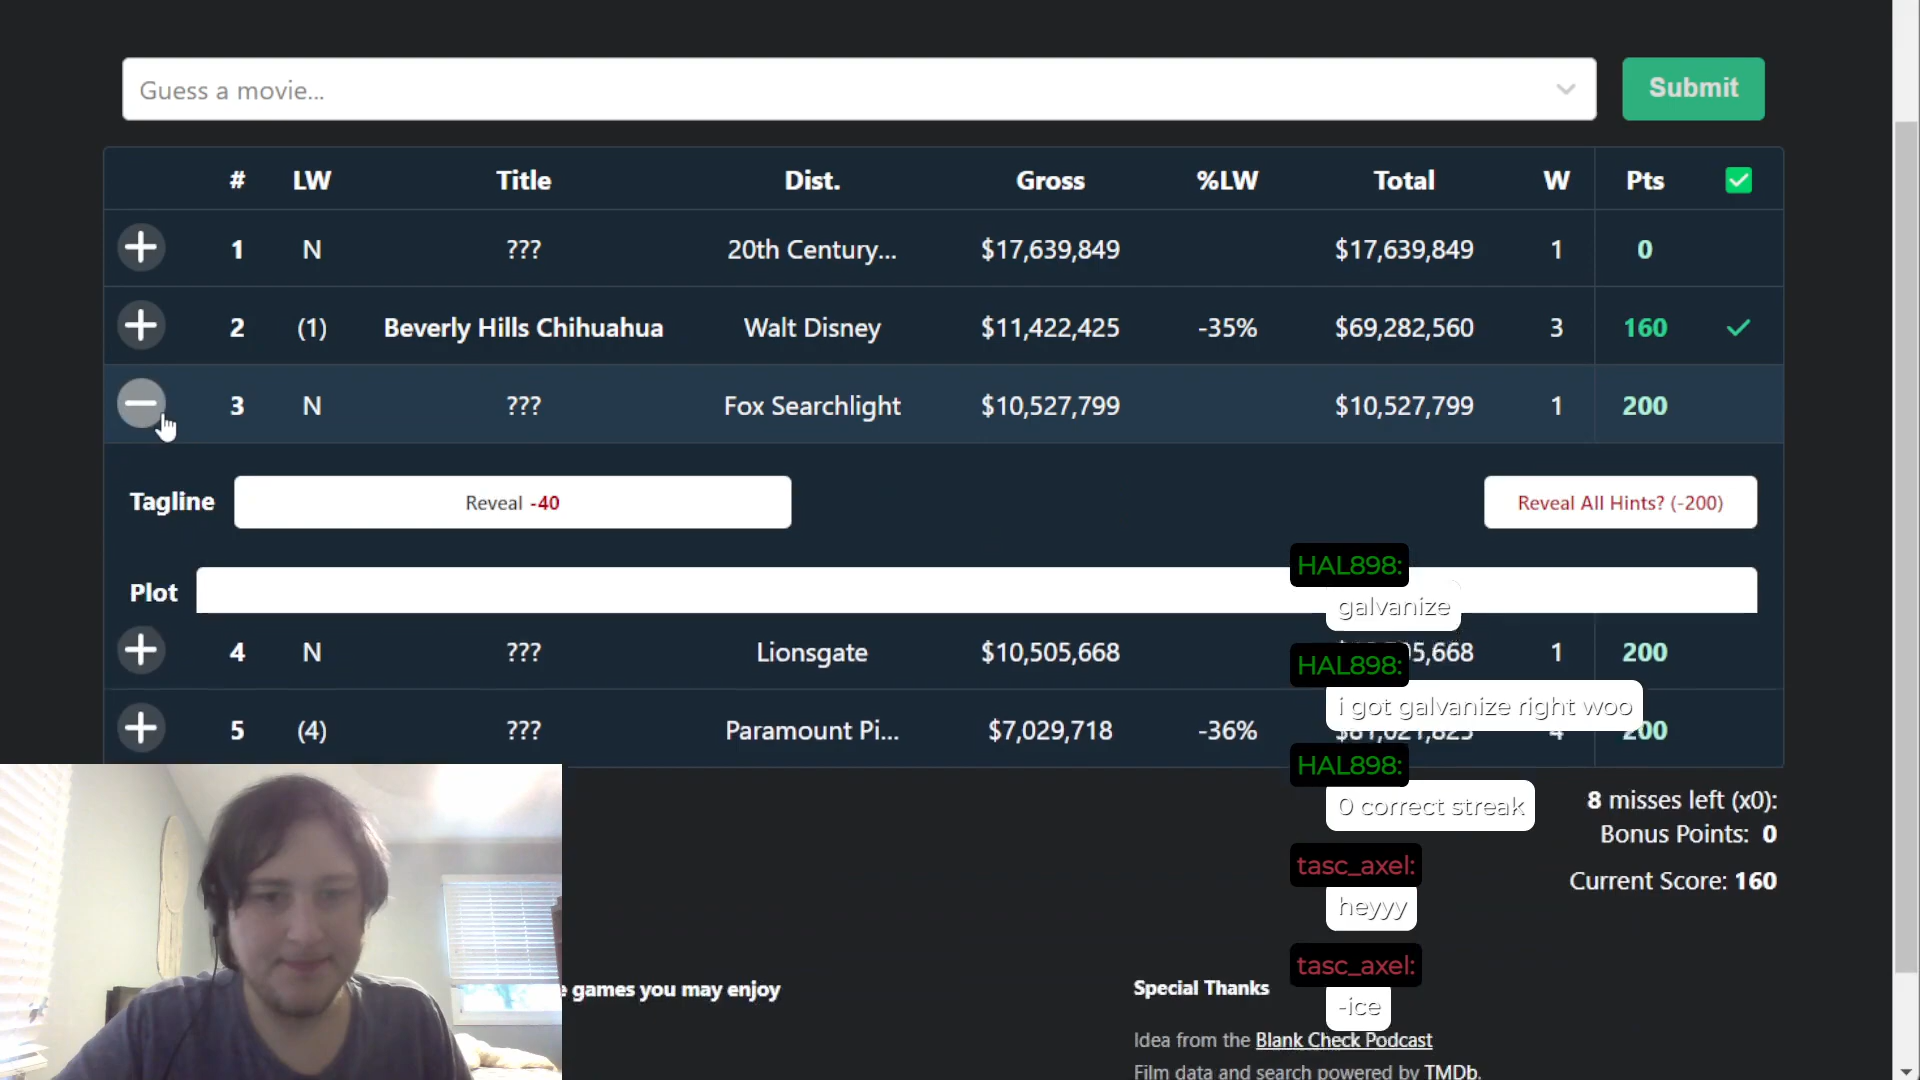 Guess a movie...
Submit
# LW Title Dist. Gross %LW Total W Pts
1 N ??? 20th Century... $17,639,849 $17,639,849 1 0
2 (1) Beverly Hills Chihuahua Walt Disney $11,422,425 -35% $69,282,560 3 160
3 N ??? Fox Searchlight $10,527,799 $10,527,799 1 200
Tagline Reveal -40 Reveal All Hints? (-200)
HAL898:
Plot
galvanize
4 N ??? Lionsgate $10,505,668 5,668 1 200
HAL898:
i got galvanize right woo
5 (4) ??? Paramount Pi... $7,029,718 -36% $81,021,825 4 200
HAL898:
0 correct streak
8 misses left (x0):
Bonus Points: 0
tasc_axel:
Current Score: 160
heyyy
tasc_axel:
games you may enjoy
Special Thanks
-ice
Idea from the Blank Check Podcast
Film data and search powered by TMDb.